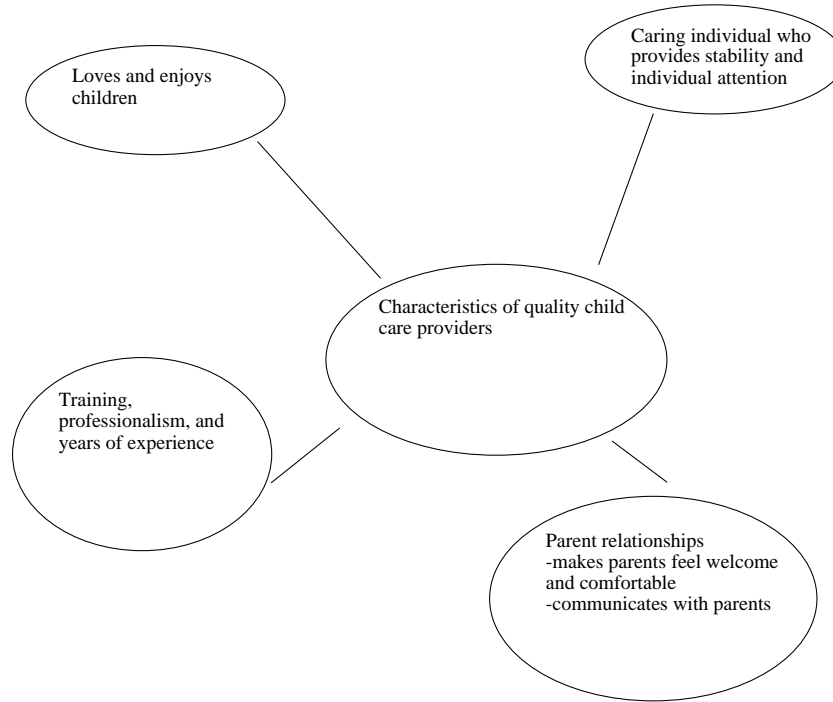 Loves and enjoys
children
Caring individual who
provides stability and
individual attention
Characteristics of quality child
care providers
Training,
professionalism, and
years of experience
Parent relationships
-makes parents feel welcome
and comfortable
-communicates with parents